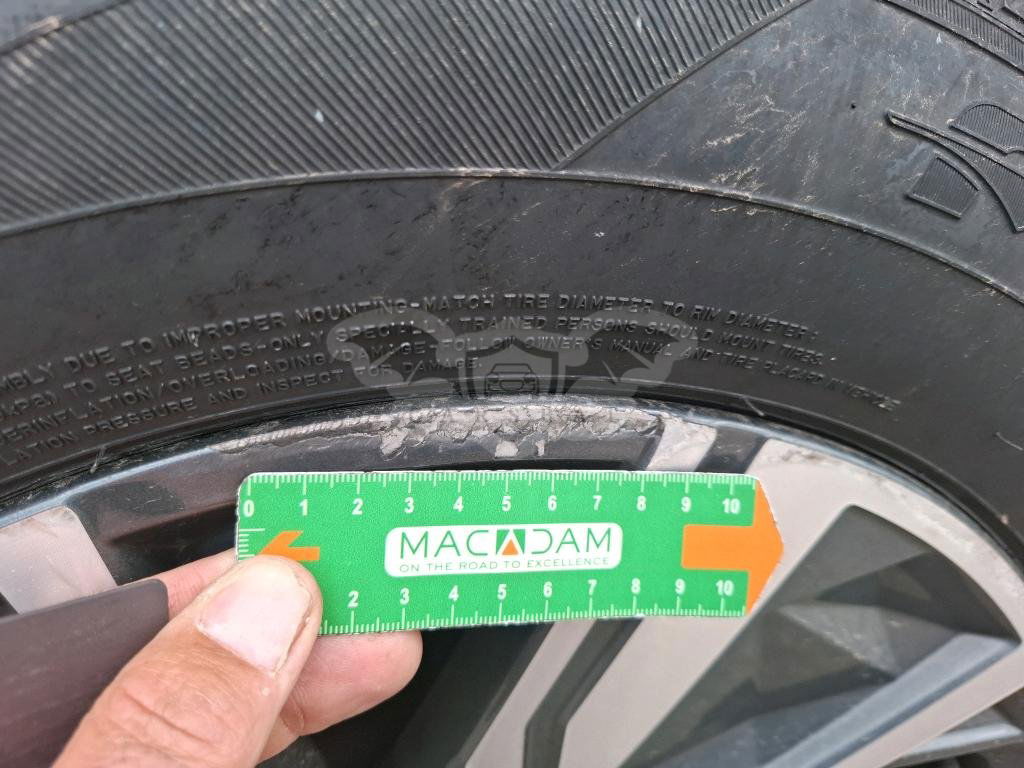 MBLY DUE TO IMPROPER MOUNTING-MATCH TIRE DIAMETER TO RIM DIAMETER-
TO SEAT BEADS-ONLY SPECIALLY TRAINED PERSONS SHOULD MOUNT TIRES.
ERINFLATION/OVERLOADING/DAMAGE. FOLLOW OWNER'S MANUAL AND TIRE PLACARD IN VEHICLE
LATION PRESSURE AND INSPECT FOR DAMAGE
0 1 2 3 4 5 6 7 8 9 10
MACADAM
ON THE ROAD TO EXCELLENCE
2 3 4 5 6 7 8 9 10